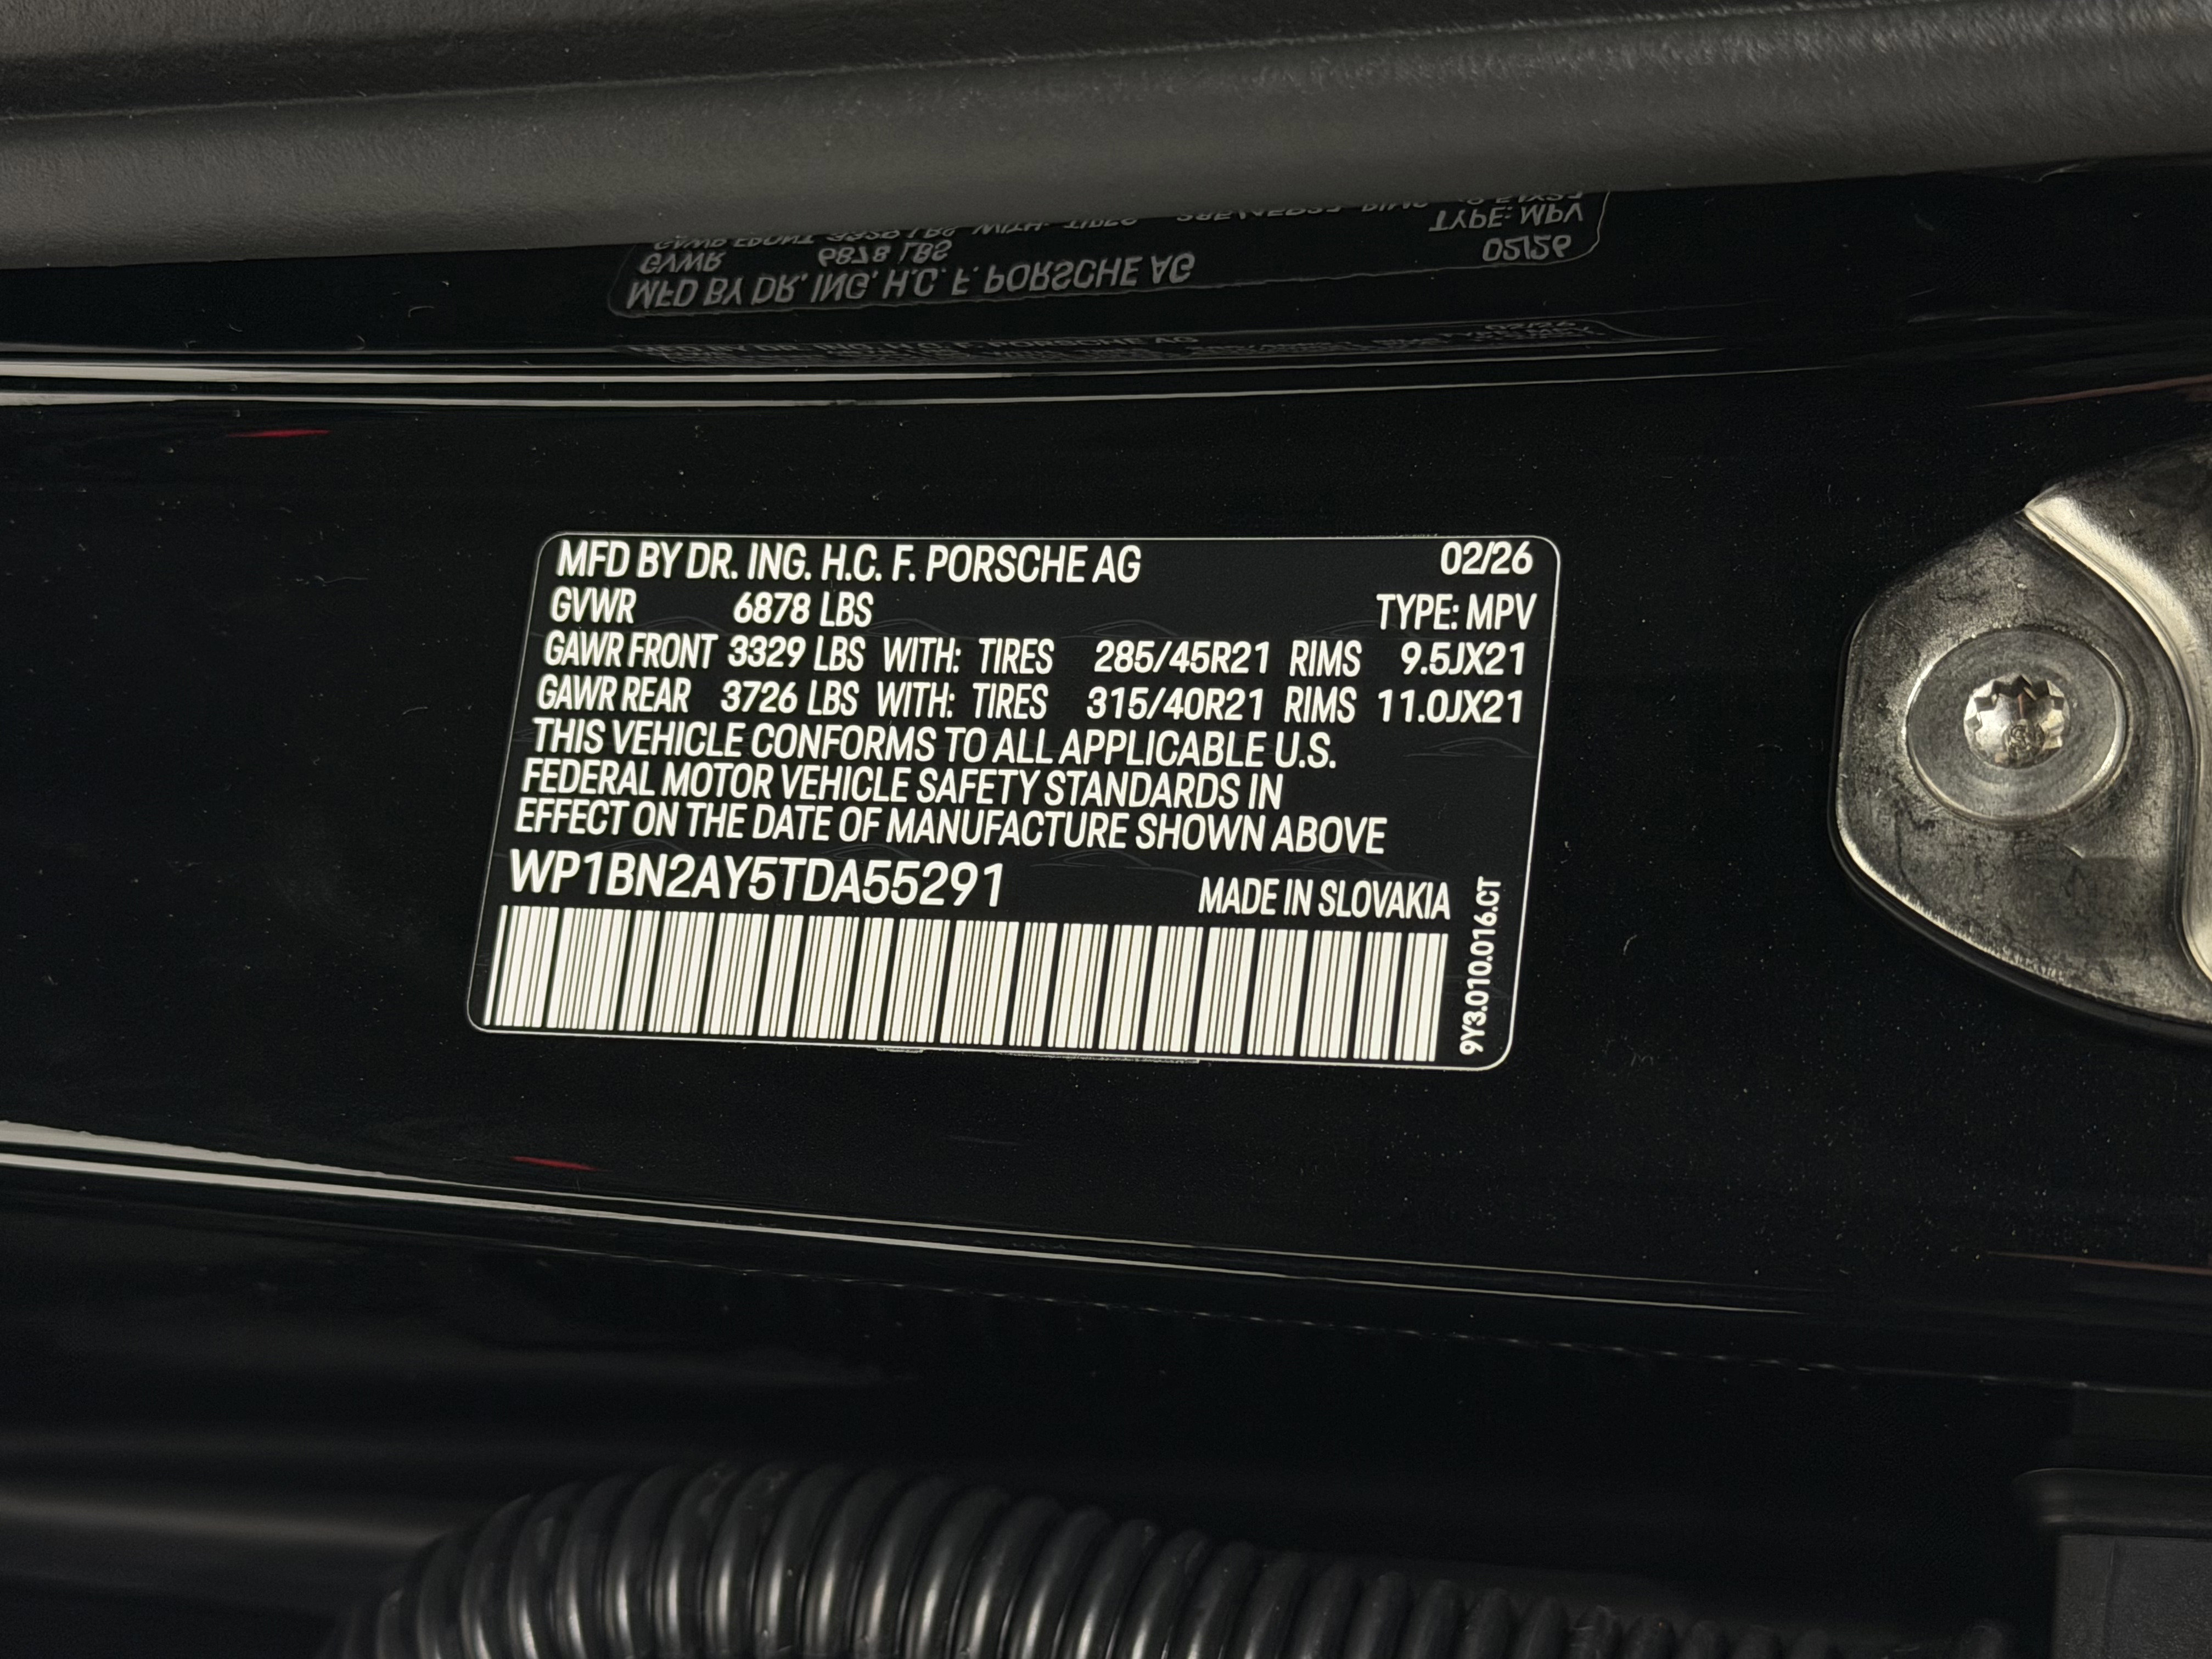 MFD BY DR. ING. H.C. F. PORSCHE AG 02/26
GVWR 6878 LBS TYPE: MPV
GAWR FRONT 3329 LBS WITH: TIRES 285/45R21 RIMS 9.5JX21
GAWR REAR 3726 LBS WITH: TIRES 315/40R21 RIMS 11.0JX21
THIS VEHICLE CONFORMS TO ALL APPLICABLE U.S.
FEDERAL MOTOR VEHICLE SAFETY STANDARDS IN
EFFECT ON THE DATE OF MANUFACTURE SHOWN ABOVE
WP1BN2AY5TDA55291 MADE IN SLOVAKIA
9Y3.010.016.CT